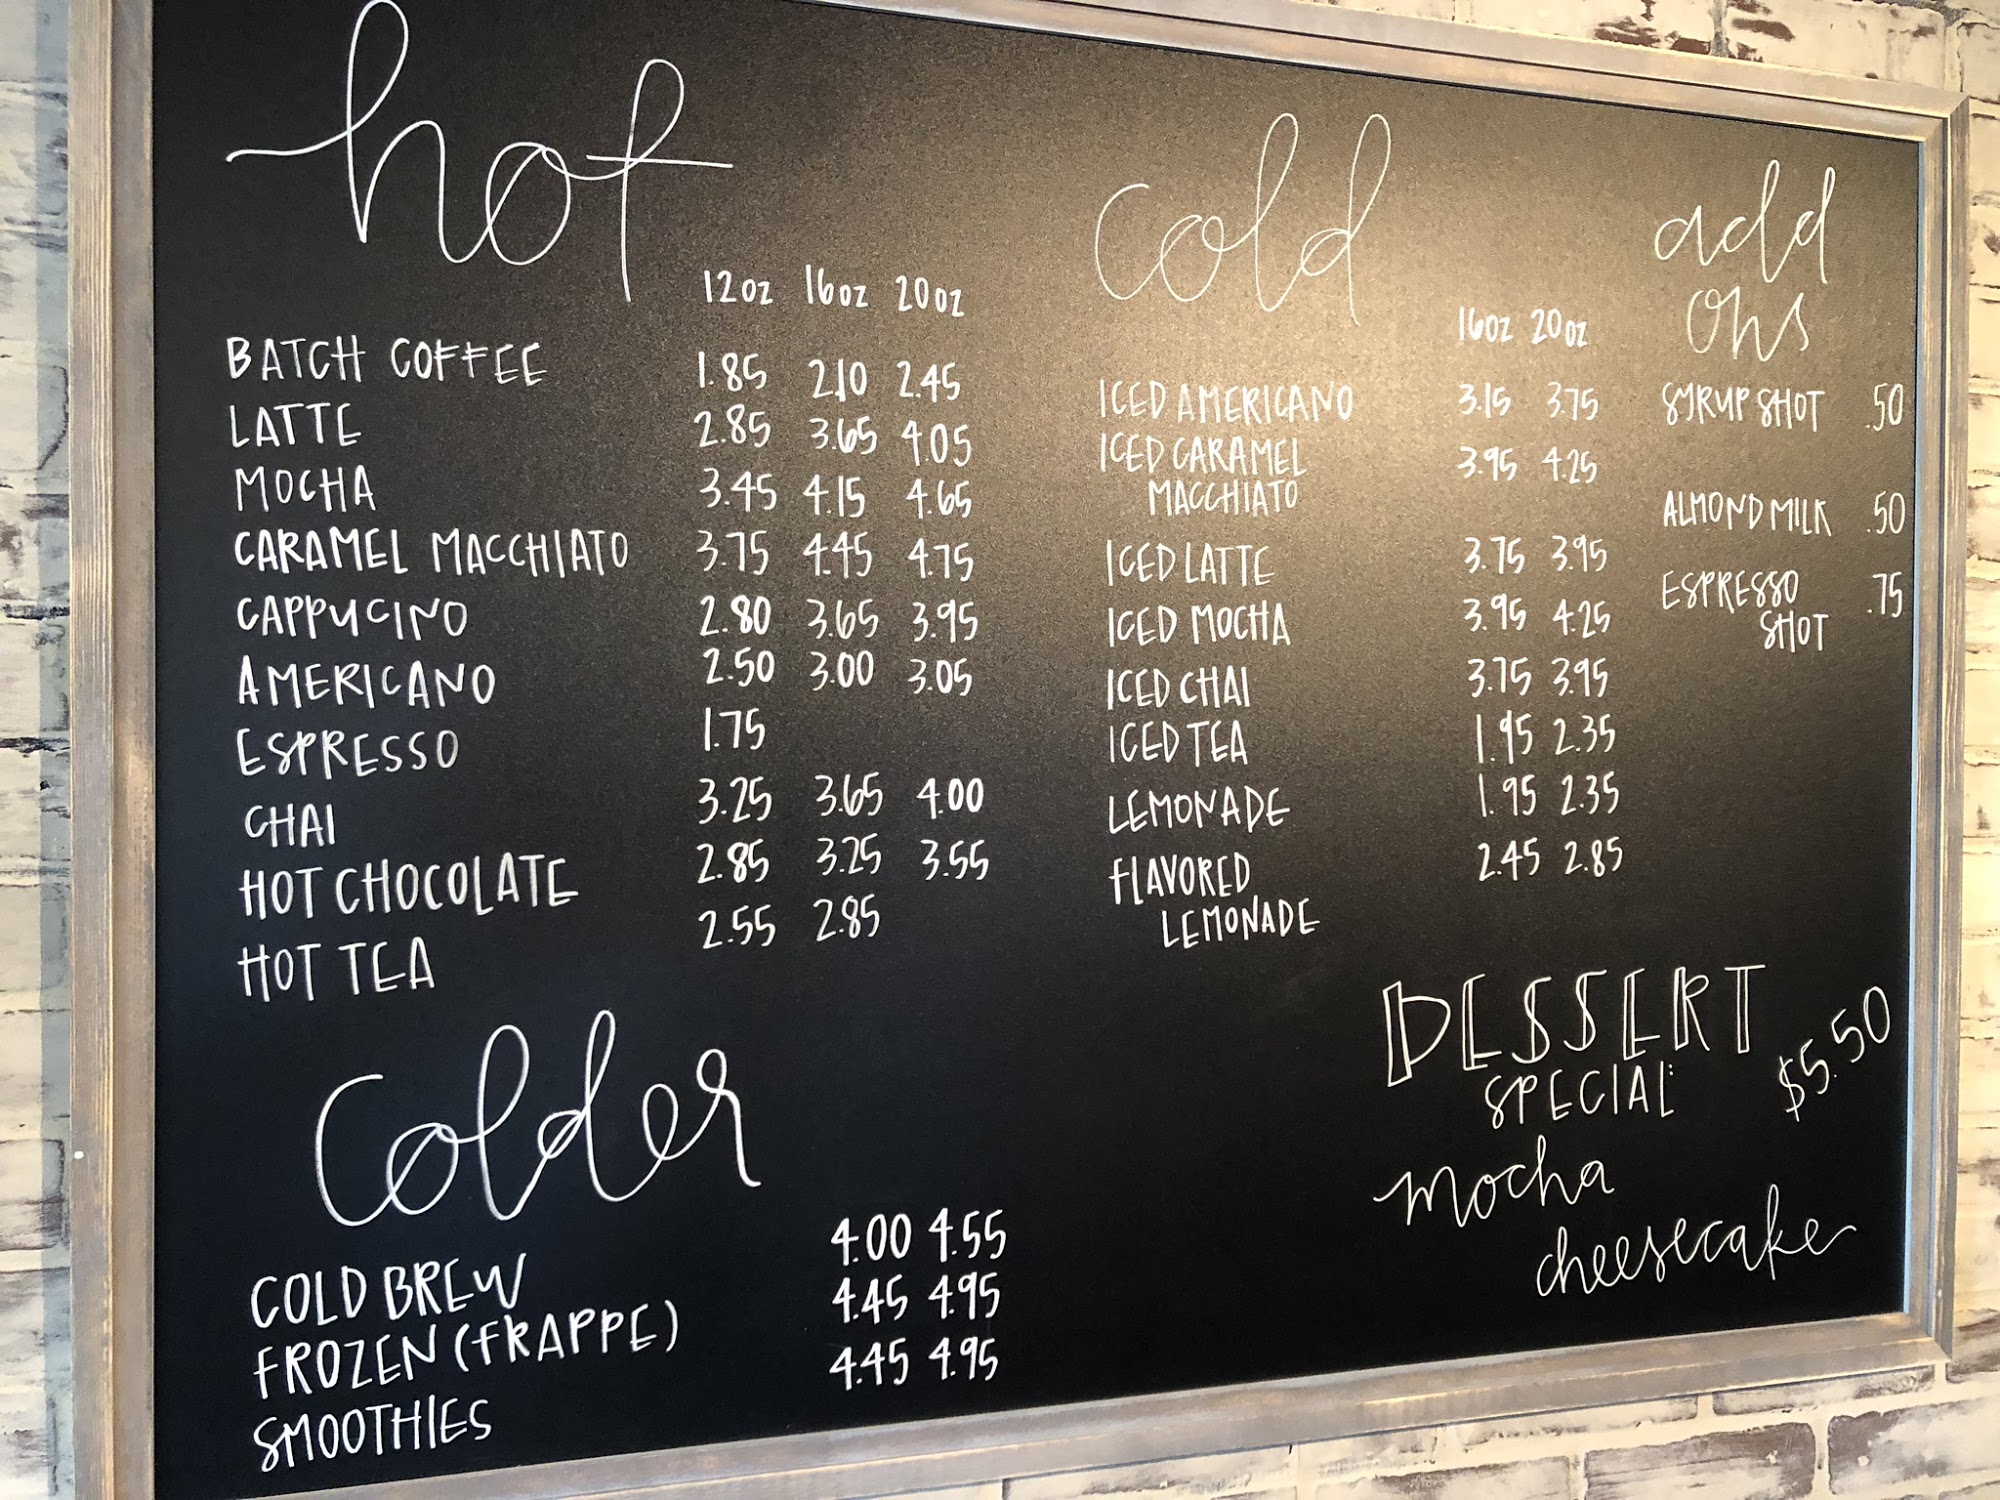 hot
12oz 16oz 20oz
BATCH COFFEE 1.85 2.10 2.45
LATTE 2.85 3.65 4.05
MOCHA 3.45 4.15 4.65
CARAMEL MACCHIATO 3.75 4.45 4.75
CAPPUCINO 2.80 3.65 3.95
AMERICANO 2.50 3.00 3.05
ESPRESSO 1.75
CHAI 3.25 3.65 4.00
HOT CHOCOLATE 2.85 3.25 3.55
HOT TEA 2.55 2.85
colder
COLD BREW 4.00 4.55
FROZEN (FRAPPE) 4.45 4.95
SMOOTHIES 4.45 4.95
cold
16oz 20oz
ICED AMERICANO 3.15 3.75
ICED CARAMEL 3.95 4.25
MACCHIATO
ICED LATTE 3.75 3.95
ICED MOCHA 3.95 4.25
ICED CHAI 3.75 3.95
ICED TEA 1.95 2.35
LEMONADE 1.95 2.35
FLAVORED 2.45 2.85
LEMONADE
add
ons
SYRUP SHOT .50
ALMOND MILK .50
ESPRESSO .75
SHOT
DESSERT
SPECIAL: $5.50
mocha
cheesecake